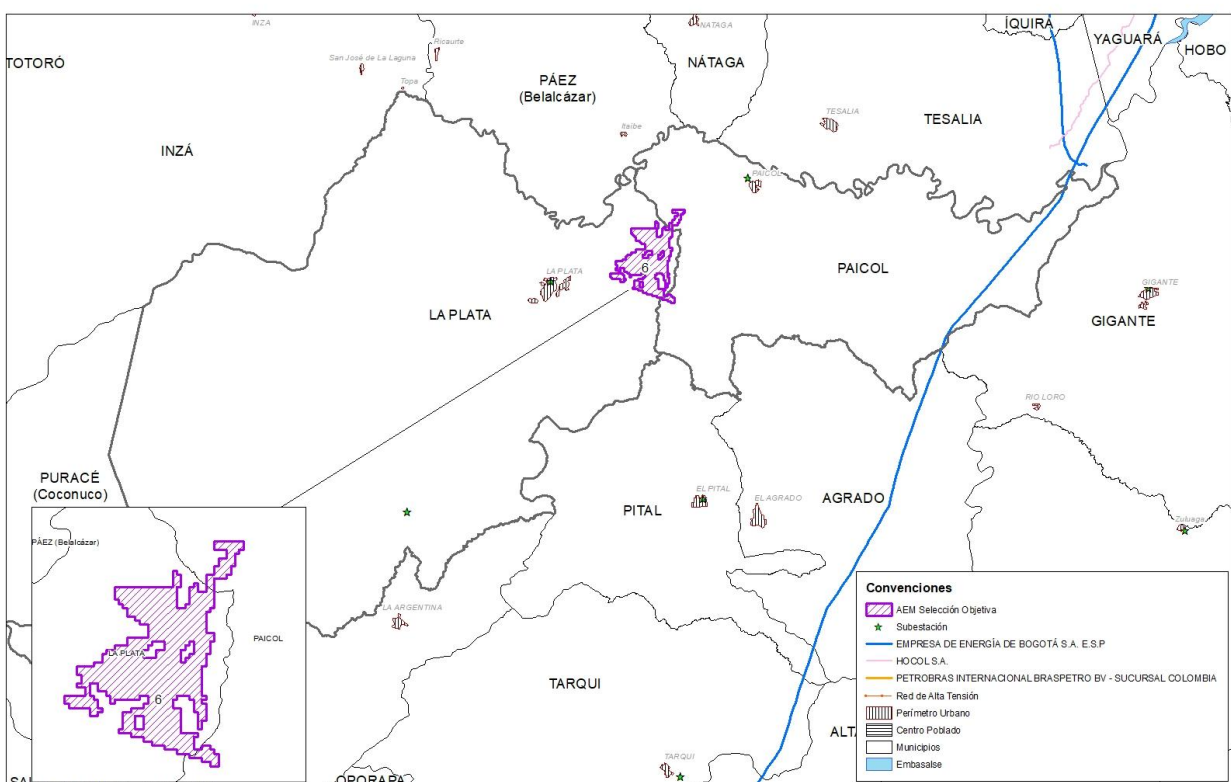 INZA
NATAGA
ÍQUIRA
YAGUARÁ
HOBO
TOTORÓ
San José de La Laguna
Ricaurte
Topa
PÁEZ
(Belalcázar)
NÁTAGA
TESALIA
TESALIA
Itaibe
INZÁ
PAICOL
6
PAICOL
LA PLATA
LA PLATA
GIGANTE
GIGANTE
RIO LORO
PURACÉ
(Coconuco)
PITAL
EL PITAL
EL AGRADO
AGRADO
Zuluaga
PÁEZ (Belalcázar)
PAICOL
LA PLATA
6
LA ARGENTINA
TARQUI
TARQUI
OPORAPA
Convenciones
AEM Selección Objetiva
Subestación
EMPRESA DE ENERGÍA DE BOGOTÁ S.A. E.S.P
HOCOL S.A.
PETROBRAS INTERNACIONAL BRASPETRO BV - SUCURSAL COLOMBIA
Red de Alta Tensión
Perímetro Urbano
Centro Poblado
Municipios
Embasalse